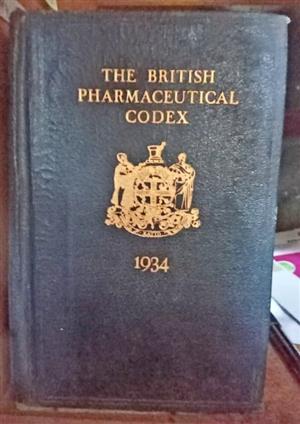 THE BRITISH
PHARMACEUTICAL
CODEX
1934